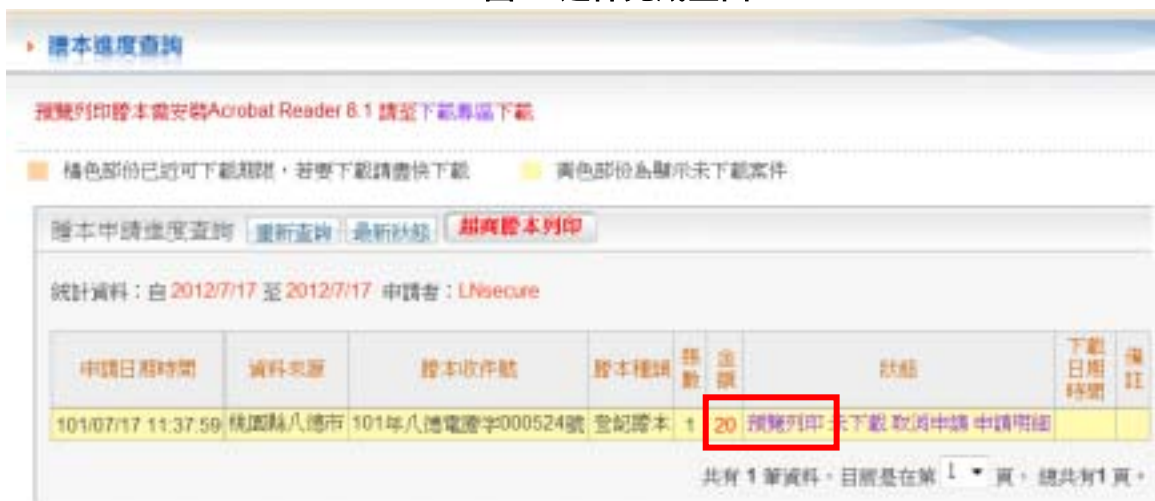 謄本進度查詢
預覽列印謄本需安裝Acrobat Reader 8.1 請至下載專區下載
橘色部份已近可下載期限，若要下載請盡快下載 黃色部份為顯示未下載案件
謄本申請進度查詢 重新查詢 最新狀態 超商謄本列印
統計資料：自 2012/7/17 至 2012/7/17 申請者：LNsecure
申請日期時間 資料來源 謄本收件號 謄本種類 張數 金額 狀態 下載日期時間 備註
101/07/17 11:37:59 桃園縣八德市 101年八德電謄字000524號 登記謄本 1 20 預覽列印 未下載 取消申請 申請明細
共有 1 筆資料。目前是在第 1 頁， 總共有1 頁。